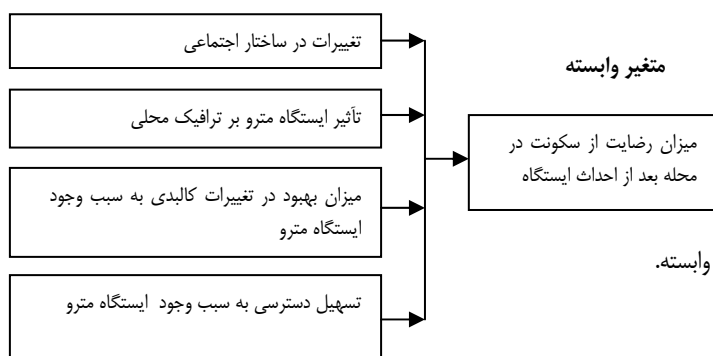 تغییرات در ساختار اجتماعی
متغیر وابسته
تآثیر ایستگاه مترو بر ترافیک محلی
میزان رضایت از سکونت در
محله بعد از احداث ایستگاه
میزان بهبود در تغییرات کالبدی به سبب وجود
ایستگاه مترو
وابسته.
تسهیل دسترسی به سبب وجود ایستگاه مترو